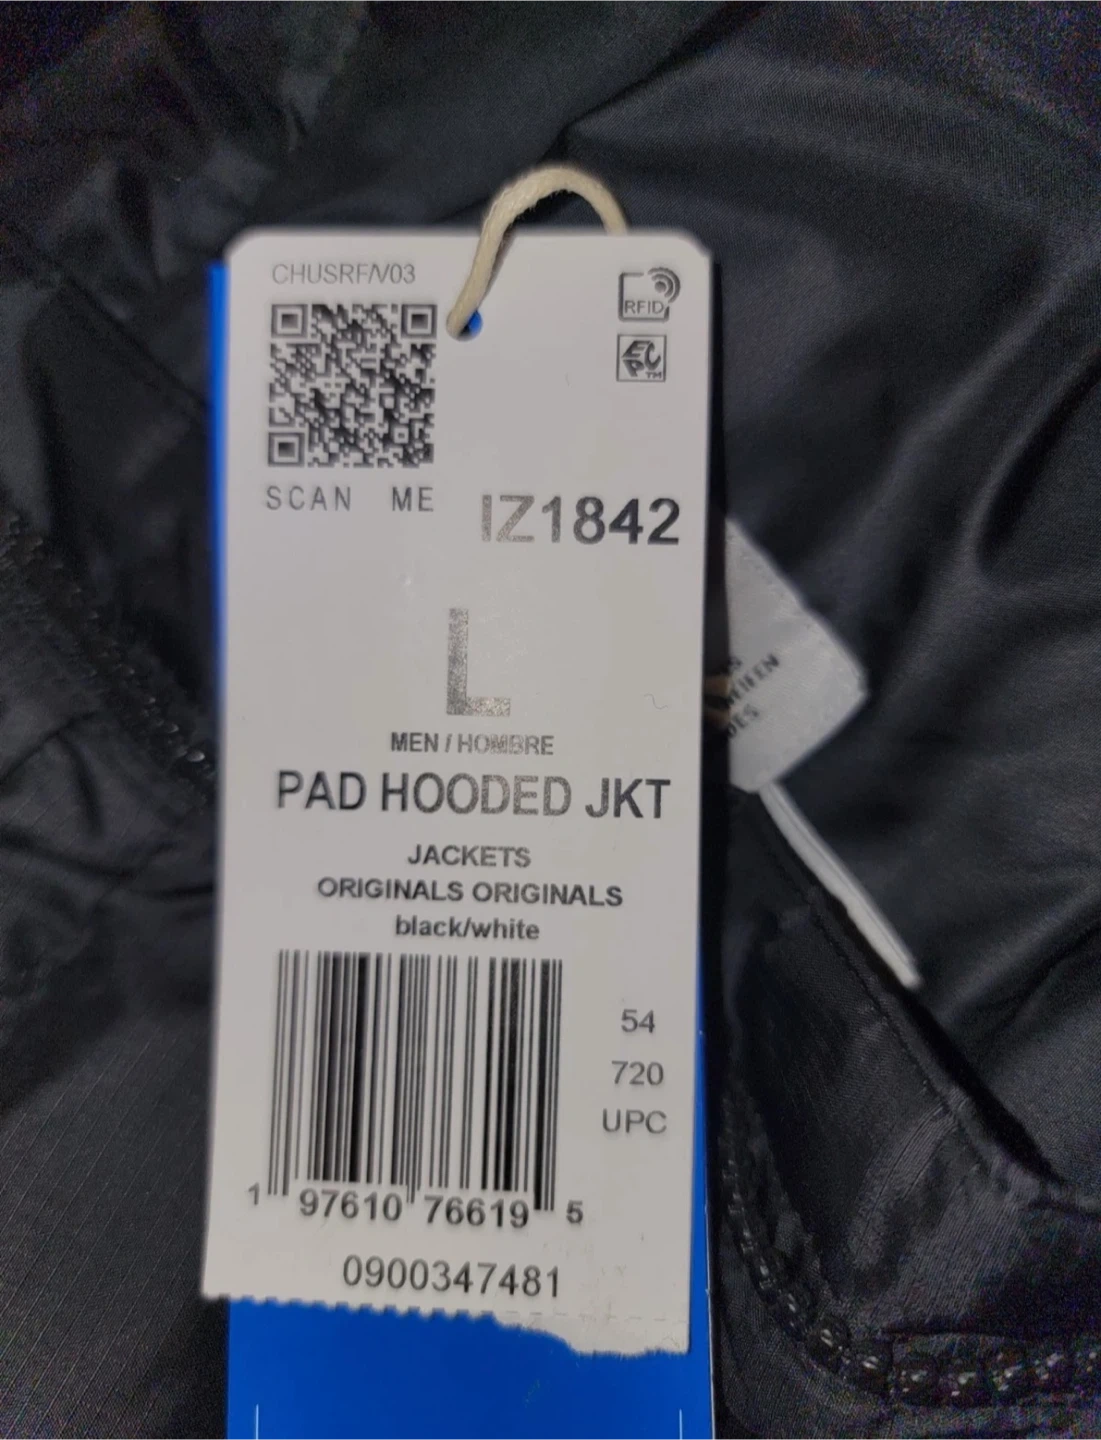 CHUSRF/V03
RFID
EPC™
SCAN ME
IZ1842
L
MEN / HOMBRE
PAD HOODED JKT
JACKETS
ORIGINALS ORIGINALS
black/white
54
720
UPC
1 97610 76619 5
0900347481